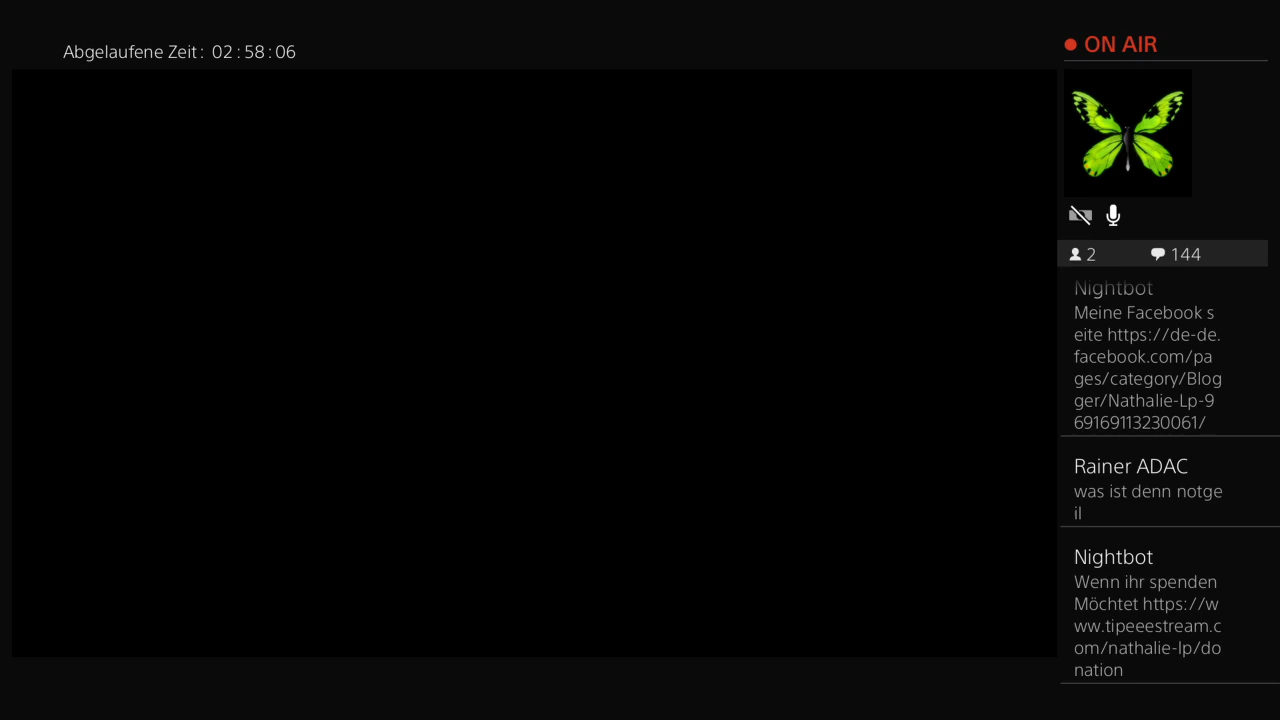 Abgelaufene Zeit: 02:58:06
ON AIR
2 144
Nightbot
Meine Facebook s
eite https://de-de.
facebook.com/pa
ges/category/Blog
ger/Nathalie-Lp-9
69169113230061/
Rainer ADAC
was ist denn notge
il
Nightbot
Wenn ihr spenden
Möchtet https://w
ww.tipeeestream.c
om/nathalie-lp/do
nation